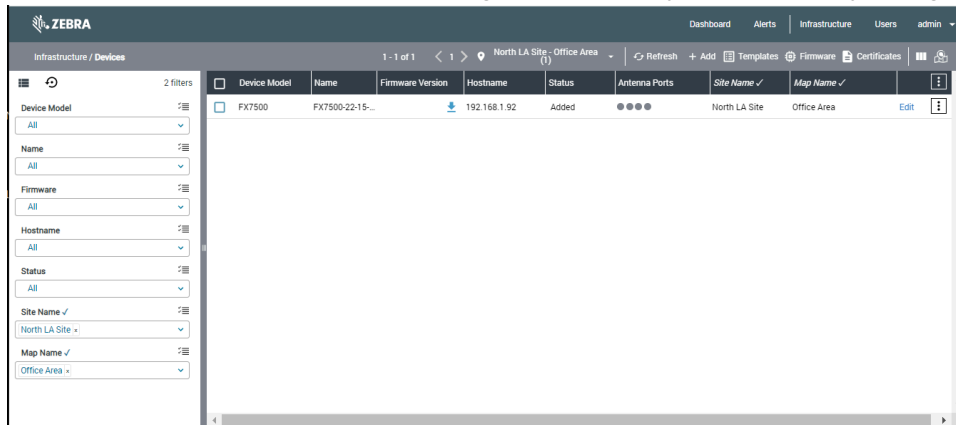 ZEBRA
Dashboard Alerts Infrastructure Users admin
Infrastructure / Devices
1 - 1 of 1 < 1 > North LA Site - Office Area (1) Refresh + Add Templates Firmware Certificates
2 filters
Device Model Name Firmware Version Hostname Status Antenna Ports Site Name ✓ Map Name ✓
FX7500 FX7500-22-15-... 192.168.1.92 Added North LA Site Office Area Edit
Device Model
All
Name
All
Firmware
All
Hostname
All
Status
All
Site Name ✓
North LA Site ×
Map Name ✓
Office Area ×